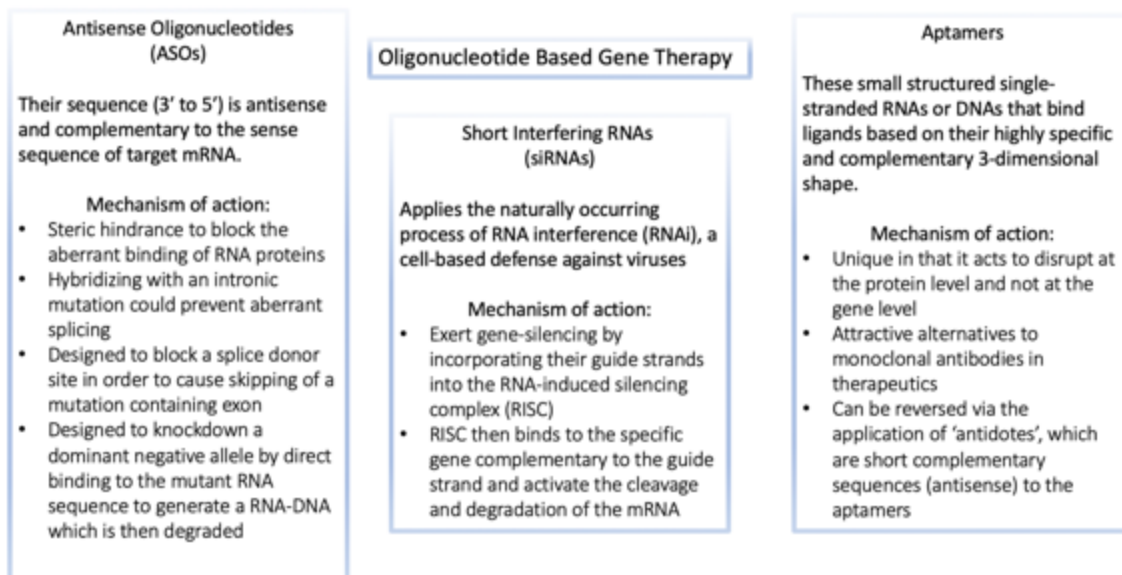 Antisense Oligonucleotides
(ASOs)
Their sequence (3’ to 5’) is antisense
and complementary to the sense
sequence of target mRNA.
Mechanism of action:
• Steric hindrance to block the
aberrant binding of RNA proteins
• Hybridizing with an intronic
mutation could prevent aberrant
splicing
• Designed to block a splice donor
site in order to cause skipping of a
mutation containing exon
• Designed to knockdown a
dominant negative allele by direct
binding to the mutant RNA
sequence to generate a RNA-DNA
which is then degraded
Oligonucleotide Based Gene Therapy
Short Interfering RNAs
(siRNAs)
Applies the naturally occurring
process of RNA interference (RNAi), a
cell-based defense against viruses
Mechanism of action:
• Exert gene-silencing by
incorporating their guide strands
into the RNA-induced silencing
complex (RISC)
• RISC then binds to the specific
gene complementary to the guide
strand and activate the cleavage
and degradation of the mRNA
Aptamers
These small structured single-
stranded RNAs or DNAs that bind
ligands based on their highly specific
and complementary 3-dimensional
shape.
Mechanism of action:
• Unique in that it acts to disrupt at
the protein level and not at the
gene level
• Attractive alternatives to
monoclonal antibodies in
therapeutics
• Can be reversed via the
application of ‘antidotes’, which
are short complementary
sequences (antisense) to the
aptamers